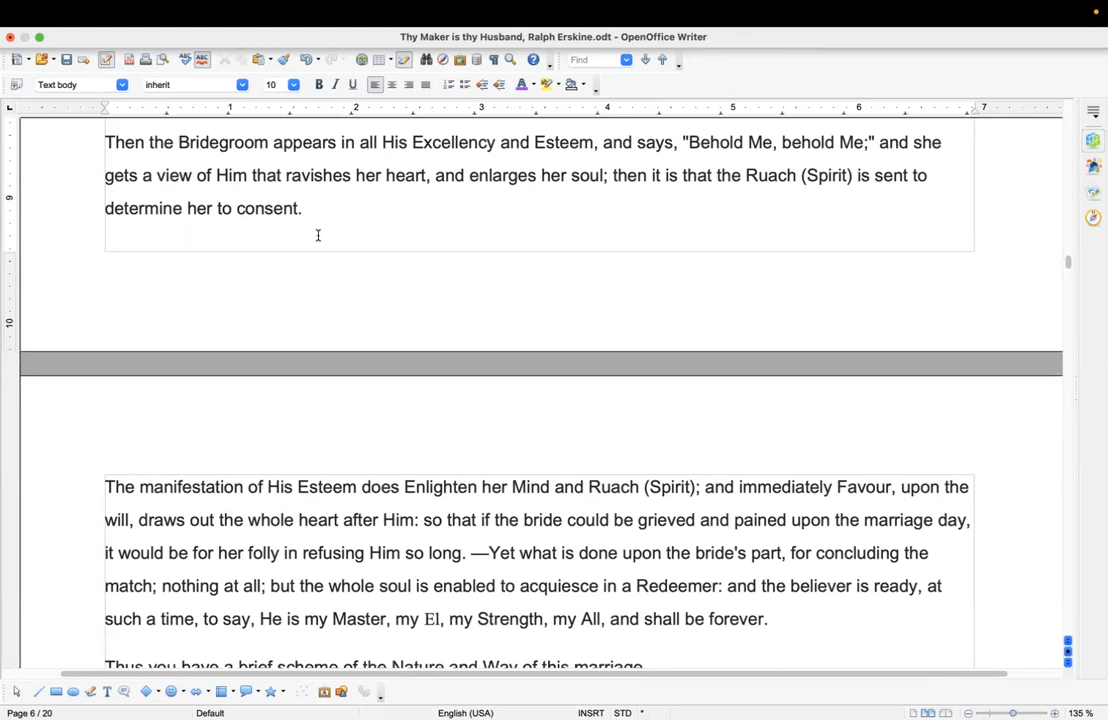 Thy Maker is thy Husband, Ralph Erskine.odt - OpenOffice Writer
Find
Text body inherit 10 B I U
1 2 3 4 5 6 7
9
10
Then the Bridegroom appears in all His Excellency and Esteem, and says, "Behold Me, behold Me;" and she
gets a view of Him that ravishes her heart, and enlarges her soul; then it is that the Ruach (Spirit) is sent to
determine her to consent.
The manifestation of His Esteem does Enlighten her Mind and Ruach (Spirit); and immediately Favour, upon the
will, draws out the whole heart after Him: so that if the bride could be grieved and pained upon the marriage day,
it would be for her folly in refusing Him so long. —Yet what is done upon the bride's part, for concluding the
match; nothing at all; but the whole soul is enabled to acquiesce in a Redeemer: and the believer is ready, at
such a time, to say, He is my Master, my El, my Strength, my All, and shall be forever.
Thus you have a brief scheme of the Nature and Way of this marriage.
Page 6 / 20 Default English (USA) INSRT STD * 135 %